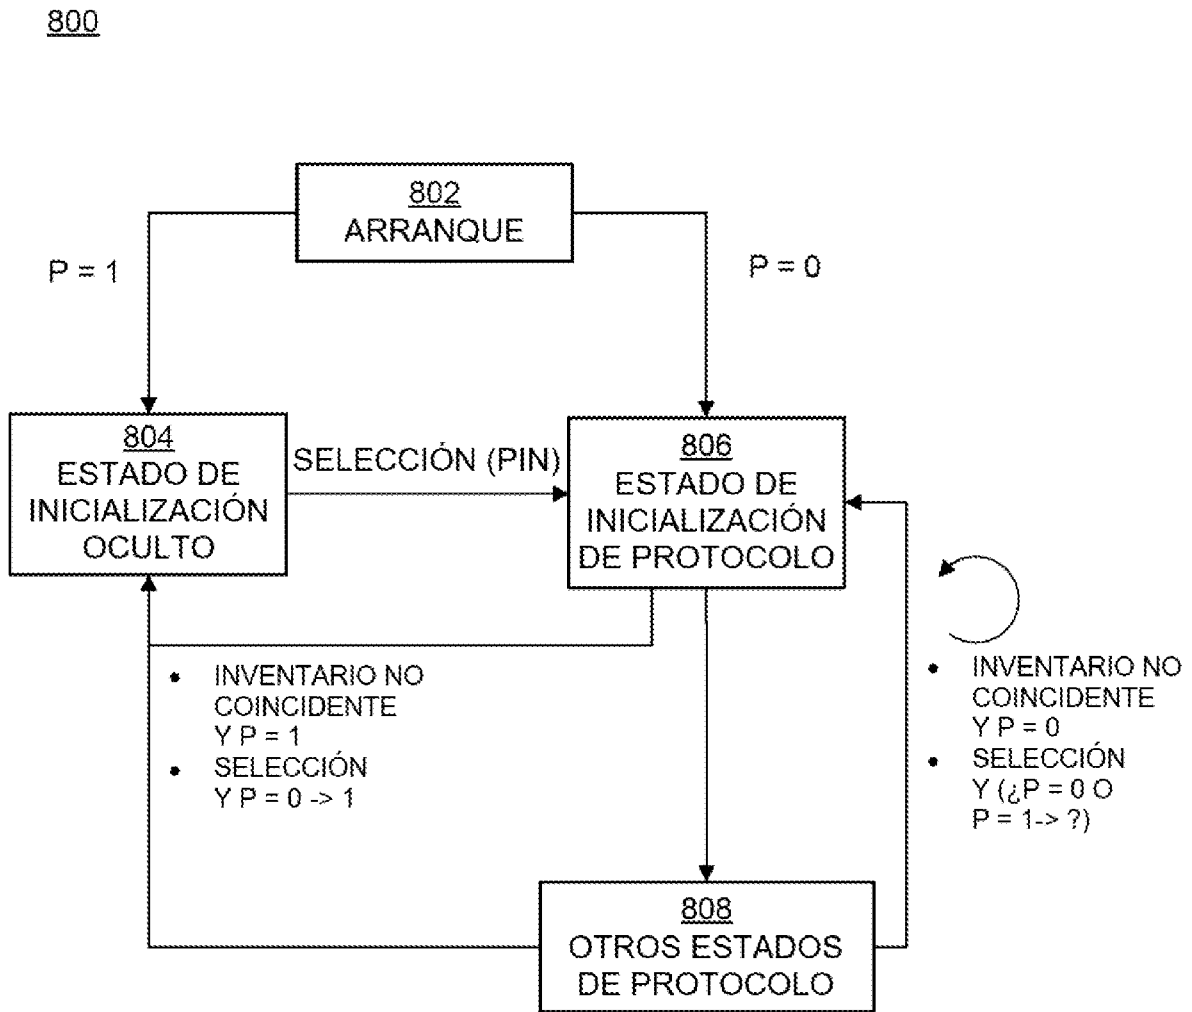 800
802
ARRANQUE
P = 1
P = 0
804
ESTADO DE
INICIALIZACIÓN
OCULTO
SELECCIÓN (PIN)
806
ESTADO DE
INICIALIZACIÓN
DE PROTOCOLO
• INVENTARIO NO
COINCIDENTE
Y P = 1
• SELECCIÓN
Y P = 0 -> 1
• INVENTARIO NO
COINCIDENTE
Y P = 0
• SELECCIÓN
Y (¿P = 0 O
P = 1-> ?)
808
OTROS ESTADOS
DE PROTOCOLO